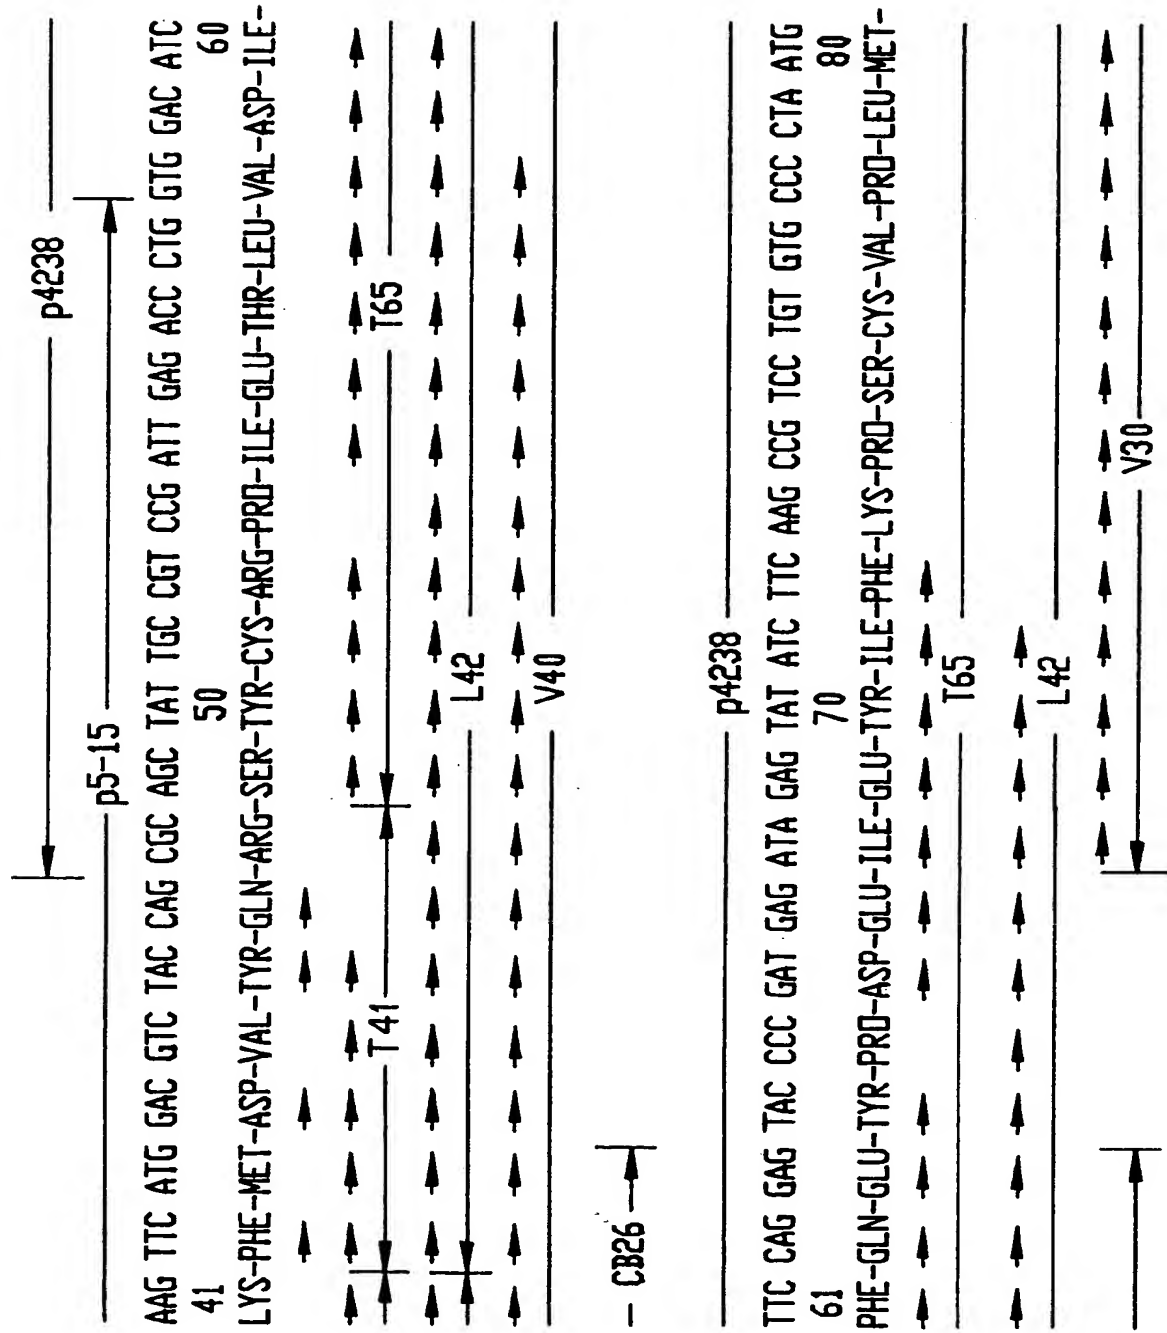 p4238
p5-15
AAG TTC ATG GAC GTC TAC CAG CGC AGC TAT TGC CGT CCG ATT GAG ACC CTG GTG GAC ATC
41 50 60
LYS-PHE-MET-ASP-VAL-TYR-GLN-ARG-SER-TYR-CYS-ARG-PRO-ILE-GLU-THR-LEU-VAL-ASP-ILE-
T41 T65
L42
V40
CB26
p4238
TTC CAG GAG TAC CCC GAT GAG ATA GAG TAT ATC TTC AAG CCG TCC TGT GTG CCC CTA ATG
61 70 80
PHE-GLN-GLU-TYR-PRO-ASP-GLU-ILE-GLU-TYR-ILE-PHE-LYS-PRO-SER-CYS-VAL-PRO-LEU-MET-
T65
L42
V30